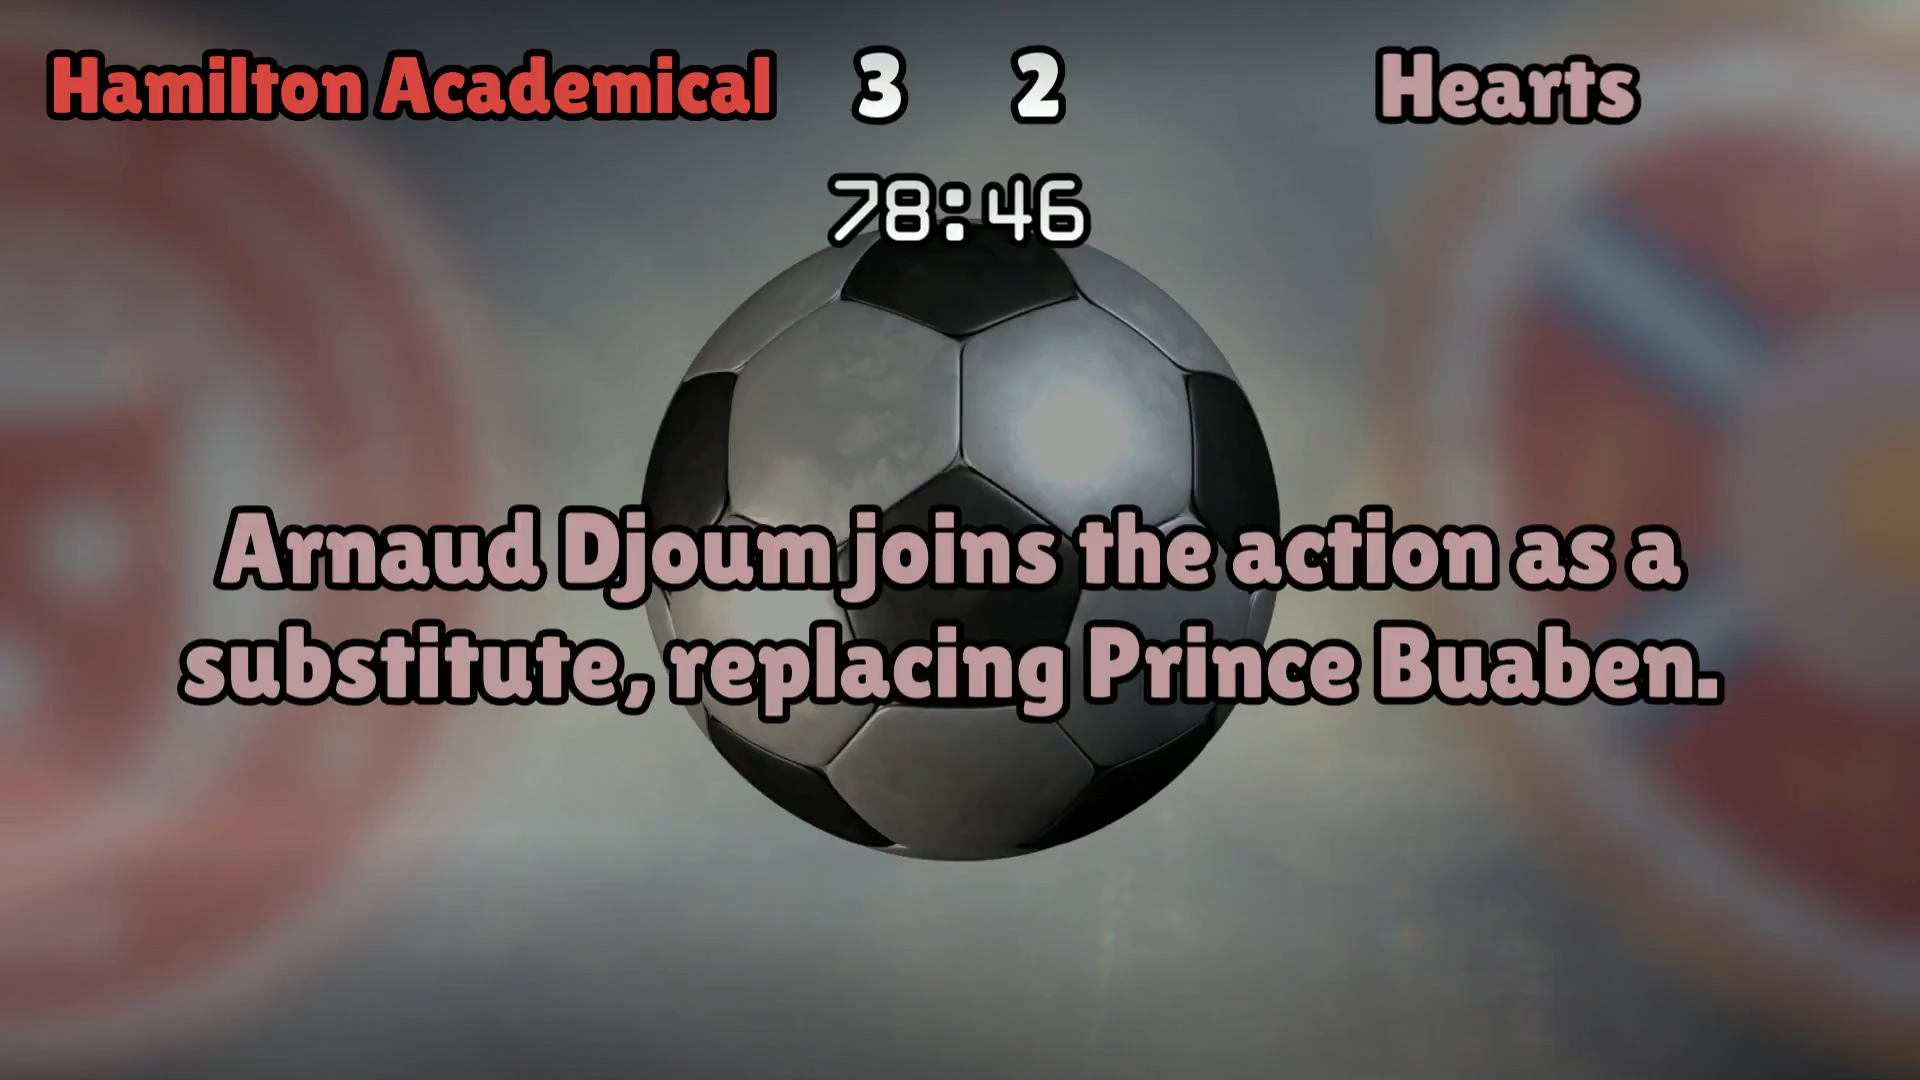 Hamilton Academical 3 2 Hearts
78:46
Arnaud Djoum joins the action as a
substitute, replacing Prince Buaben.